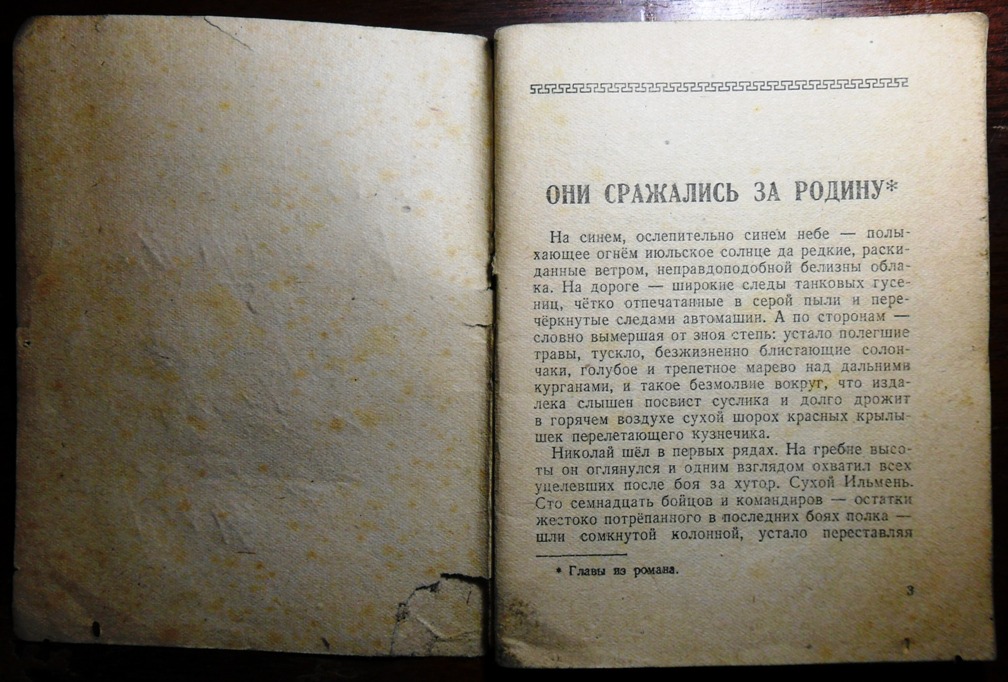 ОНИ СРАЖАЛИСЬ ЗА РОДИНУ*
На синем, ослепительно синем небе — полы-
хающее огнём июльское солнце да редкие, раски-
данные ветром, неправдоподобной белизны обла-
ка. На дороге — широкие следы танковых гусе-
ниц, чётко отпечатанные в серой пыли и пере-
чёркнутые следами автомашин. А по сторонам —
словно вымершая от зноя степь: устало полегшие
травы, тускло, безжизненно блистающие солон-
чаки, голубое и трепетное марево над дальними
курганами, и такое безмолвие вокруг, что изда-
лека слышен посвист суслика и долго дрожит
в горячем воздухе сухой шорох красных крылы-
шек перелетающего кузнечика.
Николай шёл в первых рядах. На гребне высо-
ты он оглянулся и одним взглядом охватил всех
уцелевших после боя за хутор. Сухой Ильмень.
Сто семнадцать бойцов и командиров — остатки
жестоко потрёпанного в последних боях полка —
шли сомкнутой колонной, устало переставляя
* Главы из романа.
3